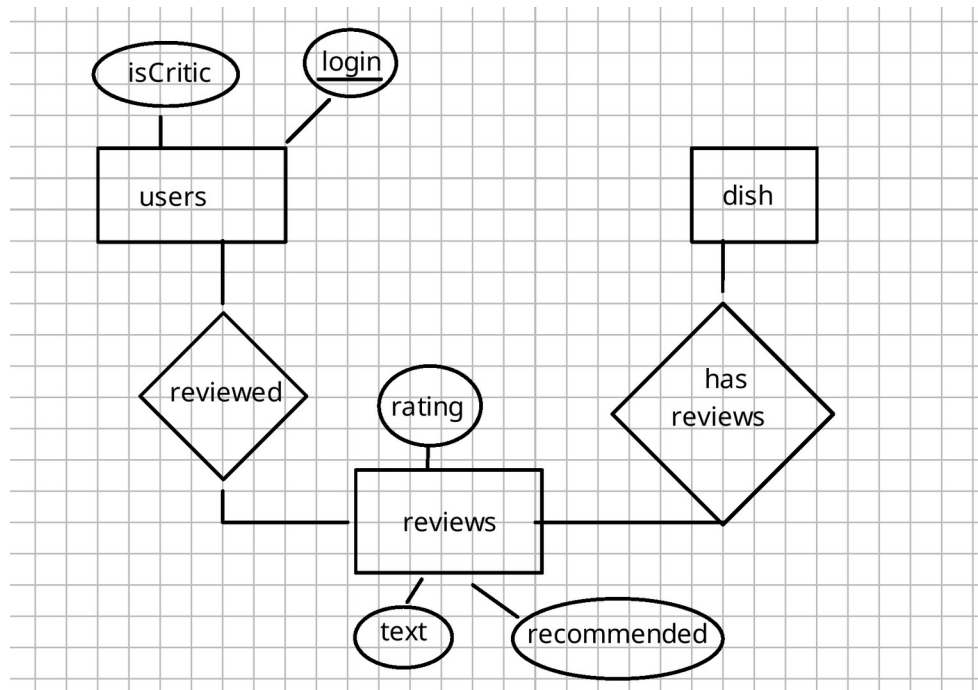 isCritic
login
users
dish
reviewed
has
reviews
rating
reviews
text
recommended